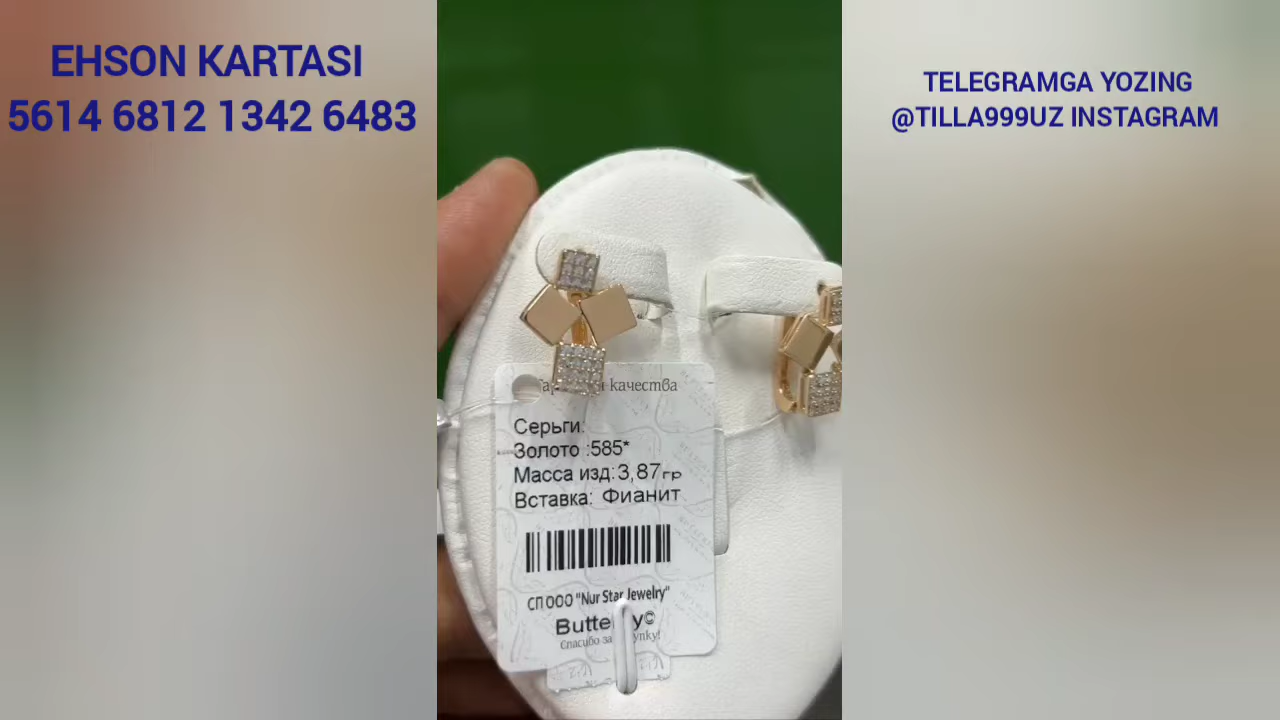 EHSON KARTASI
5614 6812 1342 6483
TELEGRAMGA YOZING
@TILLA999UZ INSTAGRAM
качества
Серьги:
Золото :585*
Масса изд:3,87гр
Вставка: Фианит
СП ООО "Nur Star Jewelry"
Спасибо за